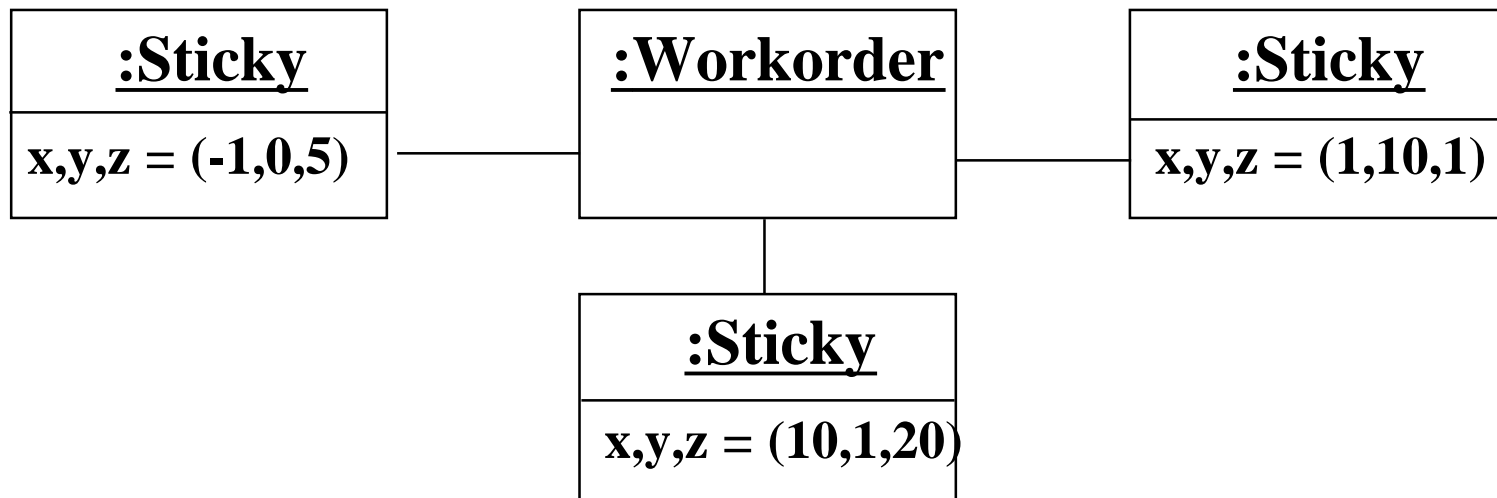 :Sticky
x,y,z = (-1,0,5)
:Workorder
:Sticky
x,y,z = (1,10,1)
:Sticky
x,y,z = (10,1,20)